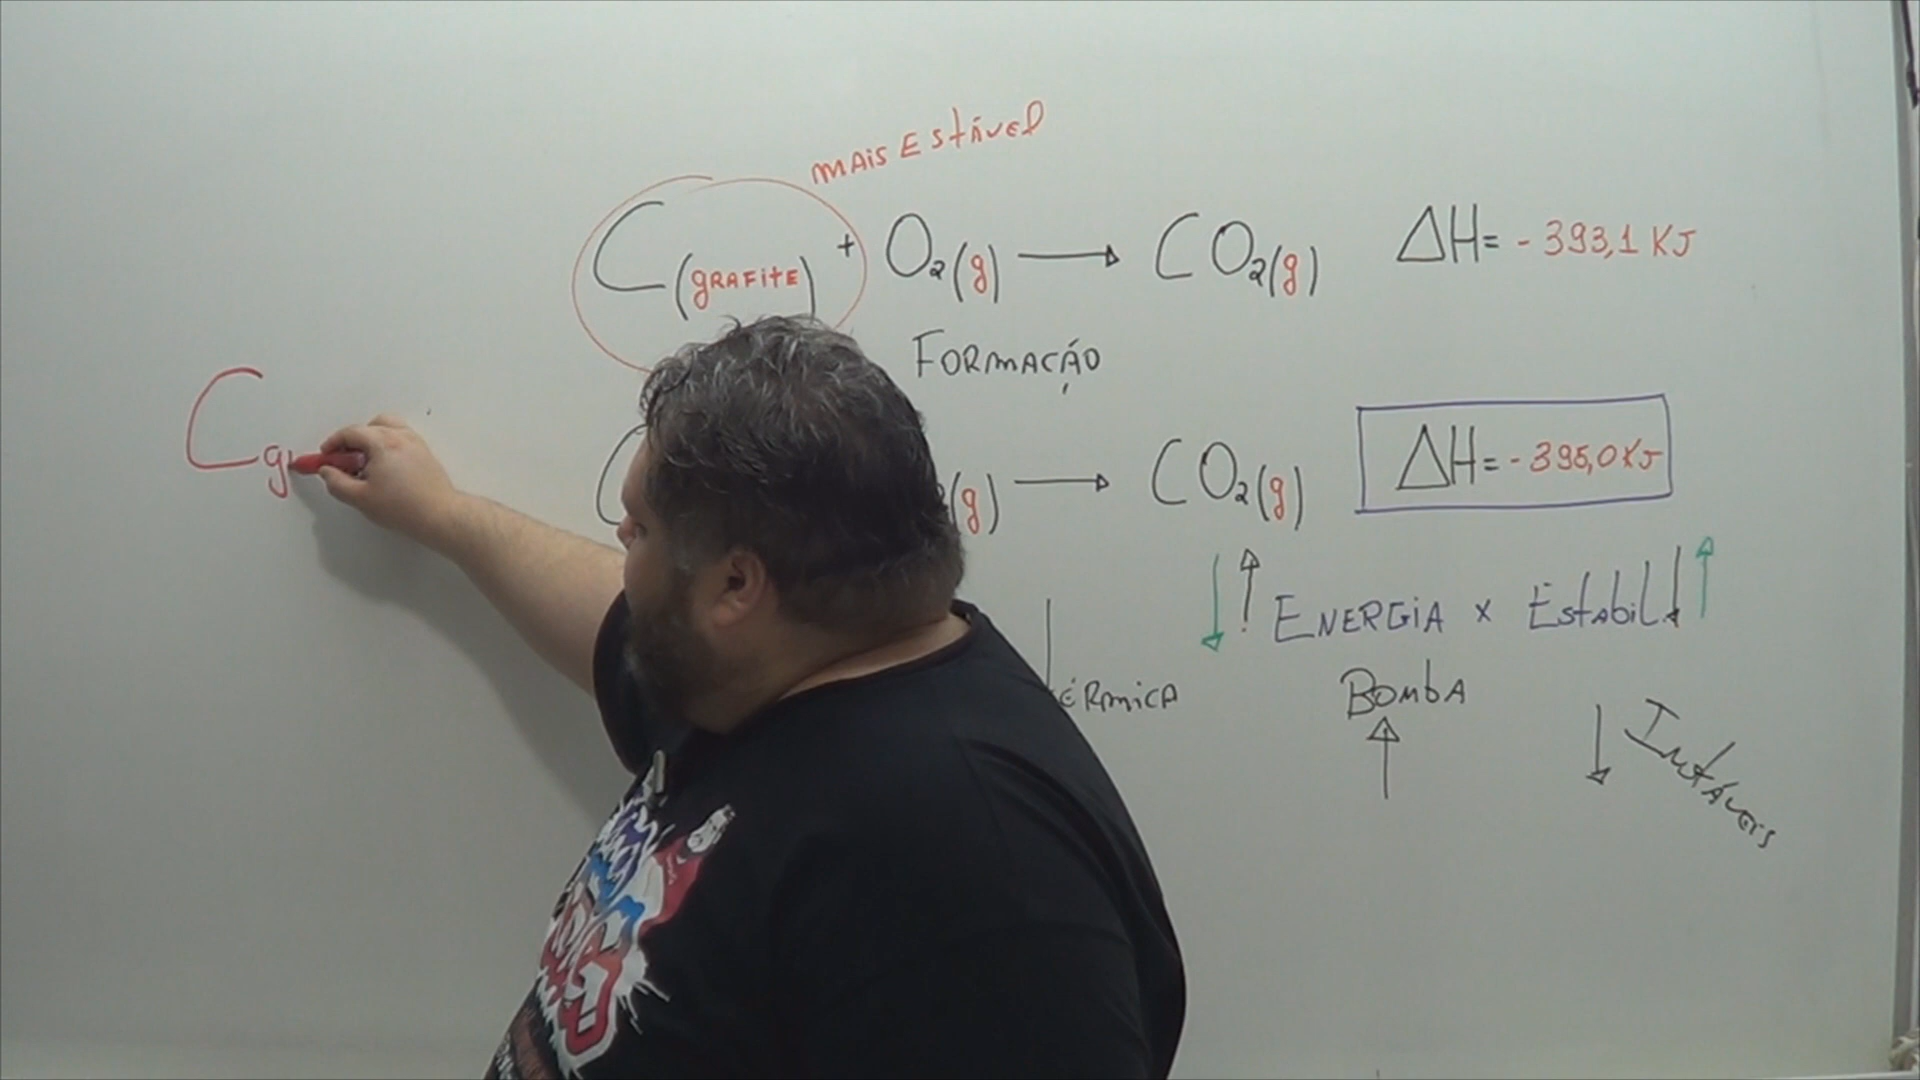 mais Estável
C(grafite) + O₂(g) → CO₂(g) ΔH = - 393,1 KJ
Formação
Cg
C (g) → CO₂(g) ΔH = - 395,0 KJ
↓↑ Energia x Estabil. ↓↑
érmica
Bomba
↑ ↓